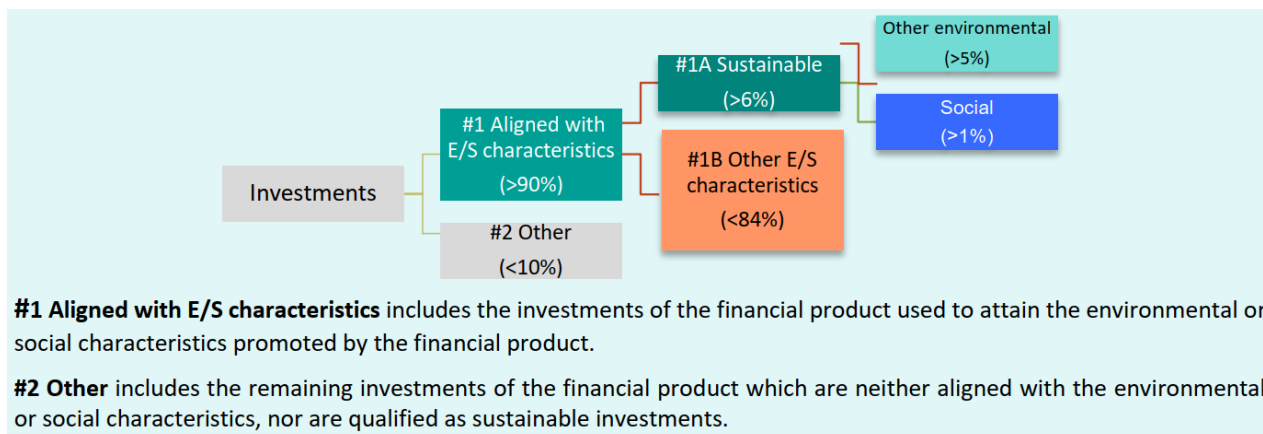 Investments
#1 Aligned with
E/S characteristics
(>90%)
#2 Other
(<10%)
#1A Sustainable
(>6%)
#1B Other E/S
characteristics
(<84%)
Other environmental
(>5%)
Social
(>1%)
#1 Aligned with E/S characteristics includes the investments of the financial product used to attain the environmental or
social characteristics promoted by the financial product.
#2 Other includes the remaining investments of the financial product which are neither aligned with the environmental
or social characteristics, nor are qualified as sustainable investments.